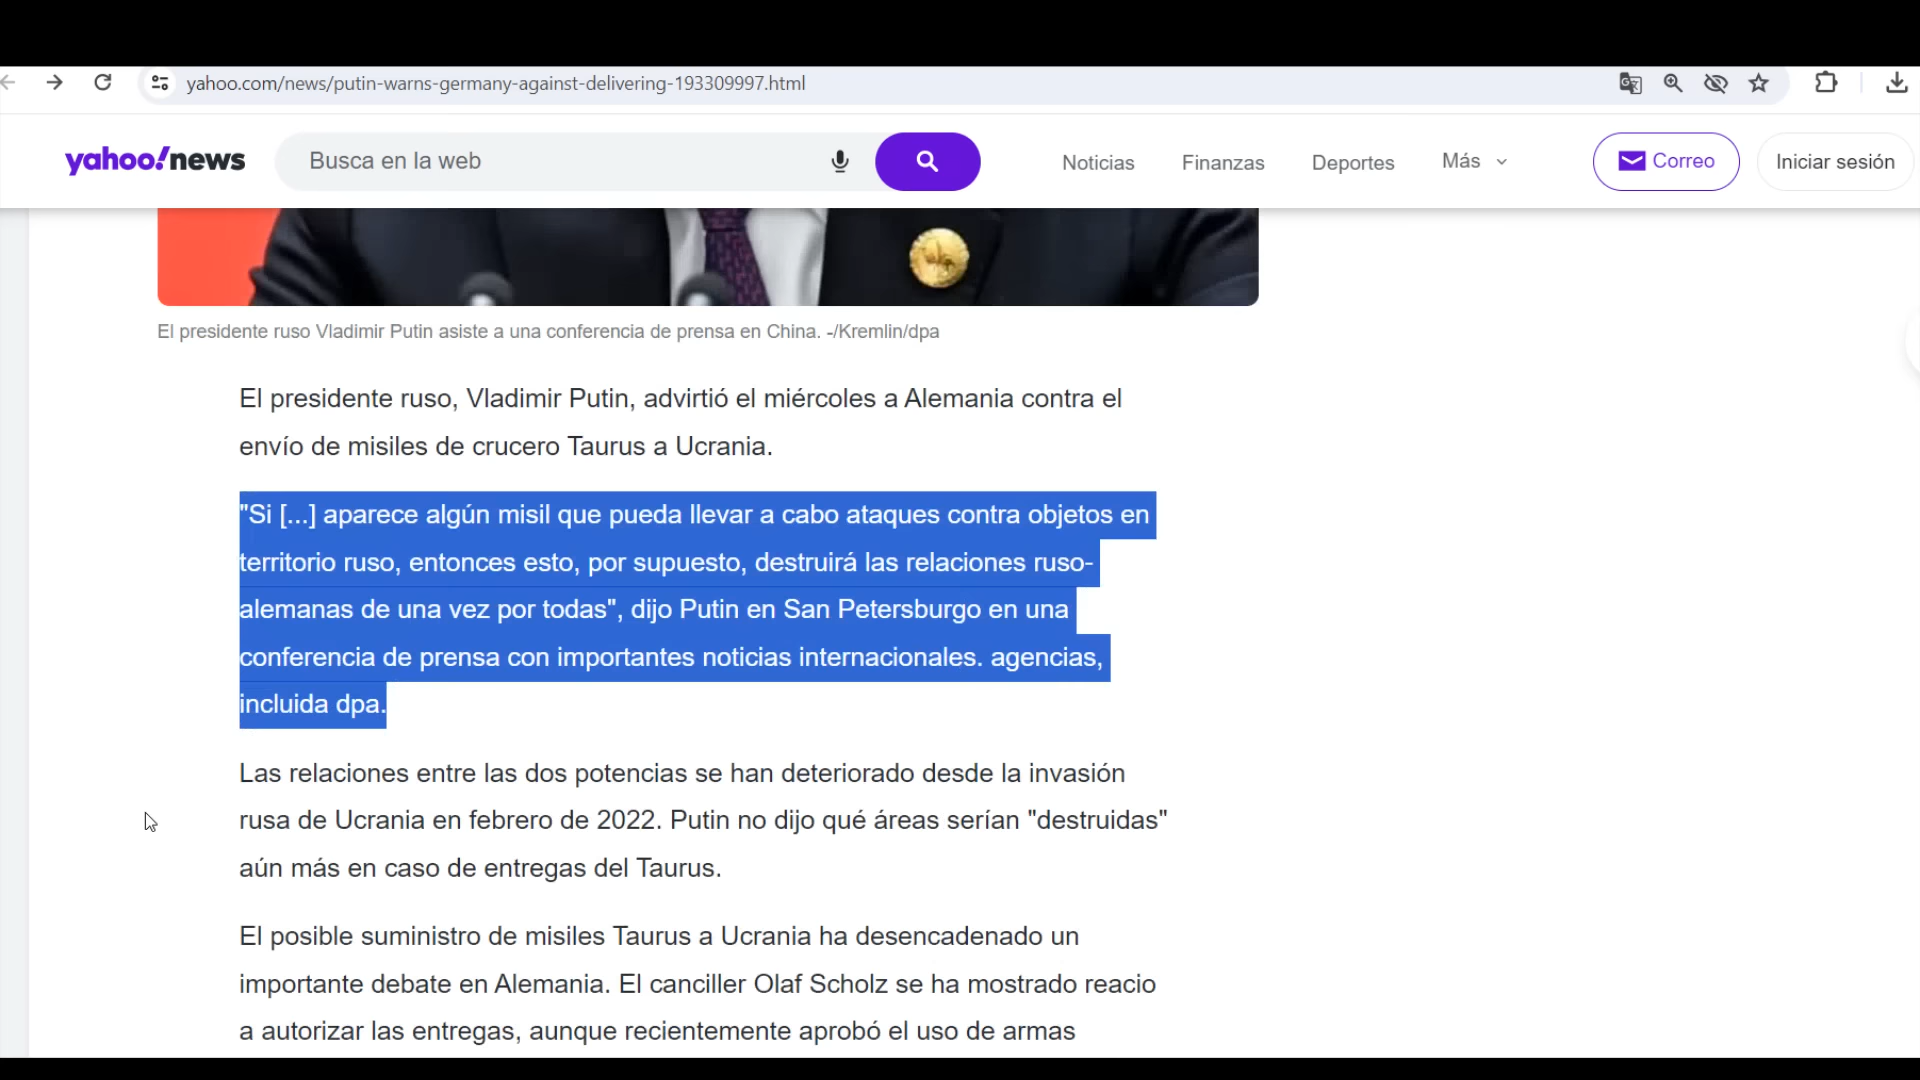 yahoo.com/news/putin-warns-germany-against-delivering-193309997.html
yahoo!news
Busca en la web
Noticias
Finanzas
Deportes
Más
Correo
Iniciar sesión
El presidente ruso Vladimir Putin asiste a una conferencia de prensa en China. -/Kremlin/dpa
El presidente ruso, Vladimir Putin, advirtió el miércoles a Alemania contra el
envío de misiles de crucero Taurus a Ucrania.
"Si [...] aparece algún misil que pueda llevar a cabo ataques contra objetos en
territorio ruso, entonces esto, por supuesto, destruirá las relaciones ruso-
alemanas de una vez por todas", dijo Putin en San Petersburgo en una
conferencia de prensa con importantes noticias internacionales. agencias,
incluida dpa.
Las relaciones entre las dos potencias se han deteriorado desde la invasión
rusa de Ucrania en febrero de 2022. Putin no dijo qué áreas serían "destruidas"
aún más en caso de entregas del Taurus.
El posible suministro de misiles Taurus a Ucrania ha desencadenado un
importante debate en Alemania. El canciller Olaf Scholz se ha mostrado reacio
a autorizar las entregas, aunque recientemente aprobó el uso de armas